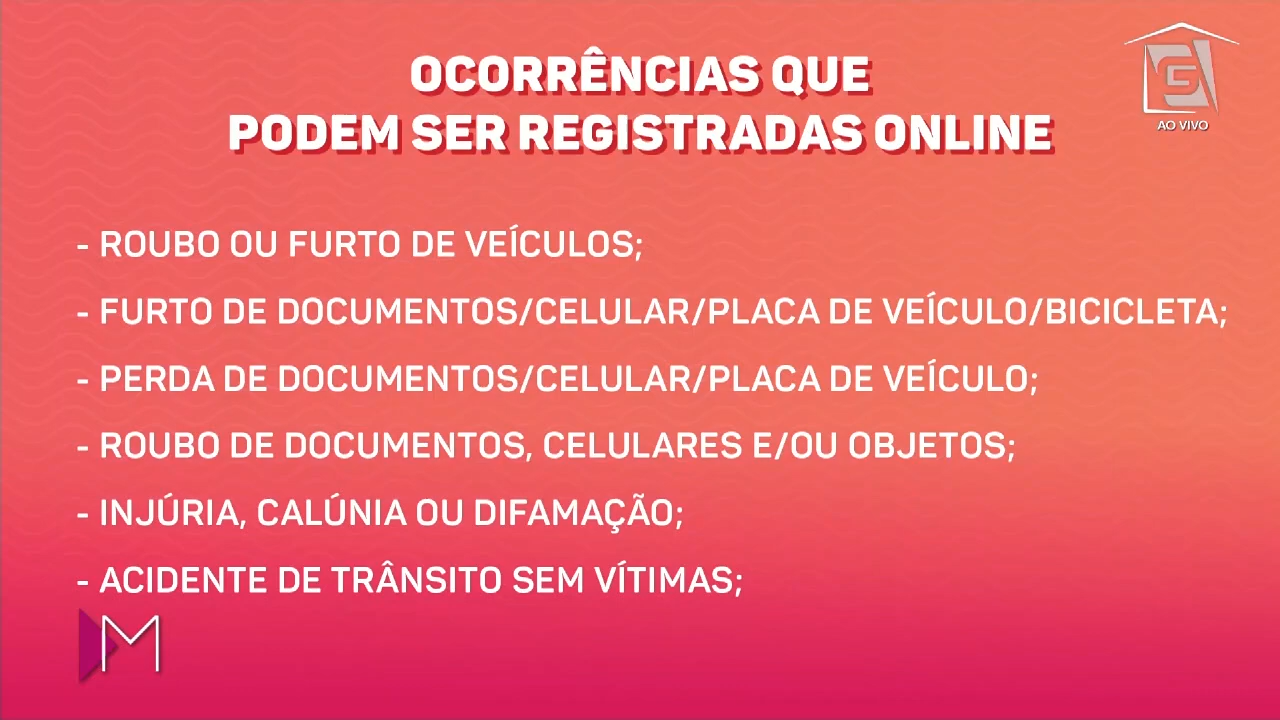 OCORRÊNCIAS QUE
PODEM SER REGISTRADAS ONLINE
G
AO VIVO
- ROUBO OU FURTO DE VEÍCULOS;
- FURTO DE DOCUMENTOS/CELULAR/PLACA DE VEÍCULO/BICICLETA;
- PERDA DE DOCUMENTOS/CELULAR/PLACA DE VEÍCULO;
- ROUBO DE DOCUMENTOS, CELULARES E/OU OBJETOS;
- INJÚRIA, CALÚNIA OU DIFAMAÇÃO;
- ACIDENTE DE TRÂNSITO SEM VÍTIMAS;
M